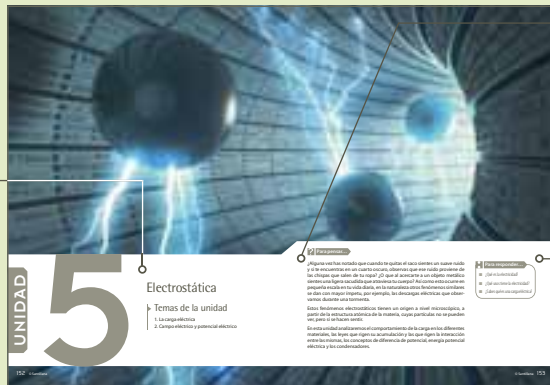 UNIDAD
5
Electrostática
Temas de la unidad
1. La carga eléctrica
2. Campo eléctrico y potencial eléctrico
152
© Santillana
Para pensar...
¿Alguna vez has notado que cuando te quitas el saco sientes un suave ruido
y si te encuentras en un cuarto oscuro, observas que ese ruido proviene de
las chispas que salen de tu ropa? ¿O que al acercarte a un objeto metálico
sientes una ligera sacudida que atraviesa tu cuerpo? Así como esto ocurre en
pequeña escala en tu vida diaria, en la naturaleza otros fenómenos similares
se dan con mayor ímpetu, por ejemplo, las descargas eléctricas que obser-
vamos durante una tormenta.
Estos fenómenos electrostáticos tienen un origen a nivel microscópico, a
partir de la estructura atómica de la materia, cuyas partículas no se pueden
ver, pero sí se hacen sentir.
En esta unidad analizaremos el comportamiento de la carga en los diferentes
materiales, las leyes que rigen su acumulación y las que rigen la interacción
entre las mismas, los conceptos de diferencia de potencial, energía potencial
eléctrica y los condensadores.
Para responder...
¿Qué es la electricidad?
© Santillana
153